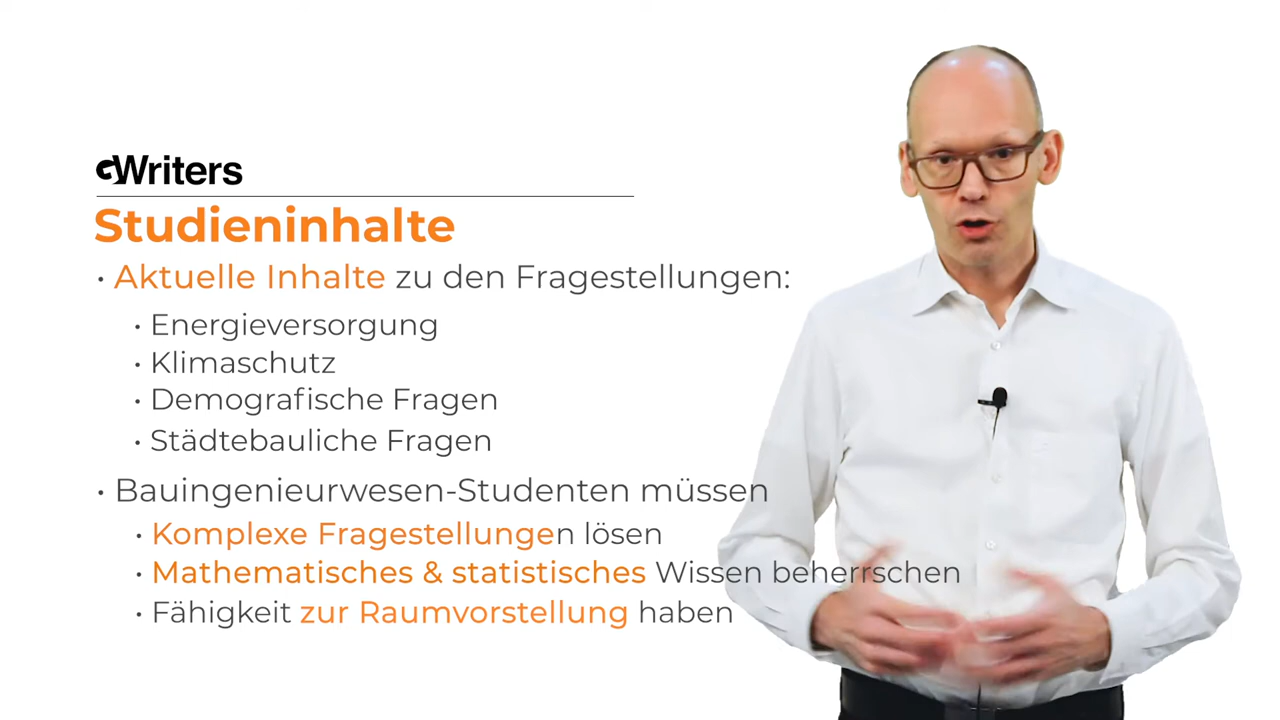 GWriters
Studieninhalte
• Aktuelle Inhalte zu den Fragestellungen:
• Energieversorgung
• Klimaschutz
• Demografische Fragen
• Städtebauliche Fragen
• Bauingenieurwesen-Studenten müssen
• Komplexe Fragestellungen lösen
• Mathematisches & statistisches Wissen beherrschen
• Fähigkeit zur Raumvorstellung haben